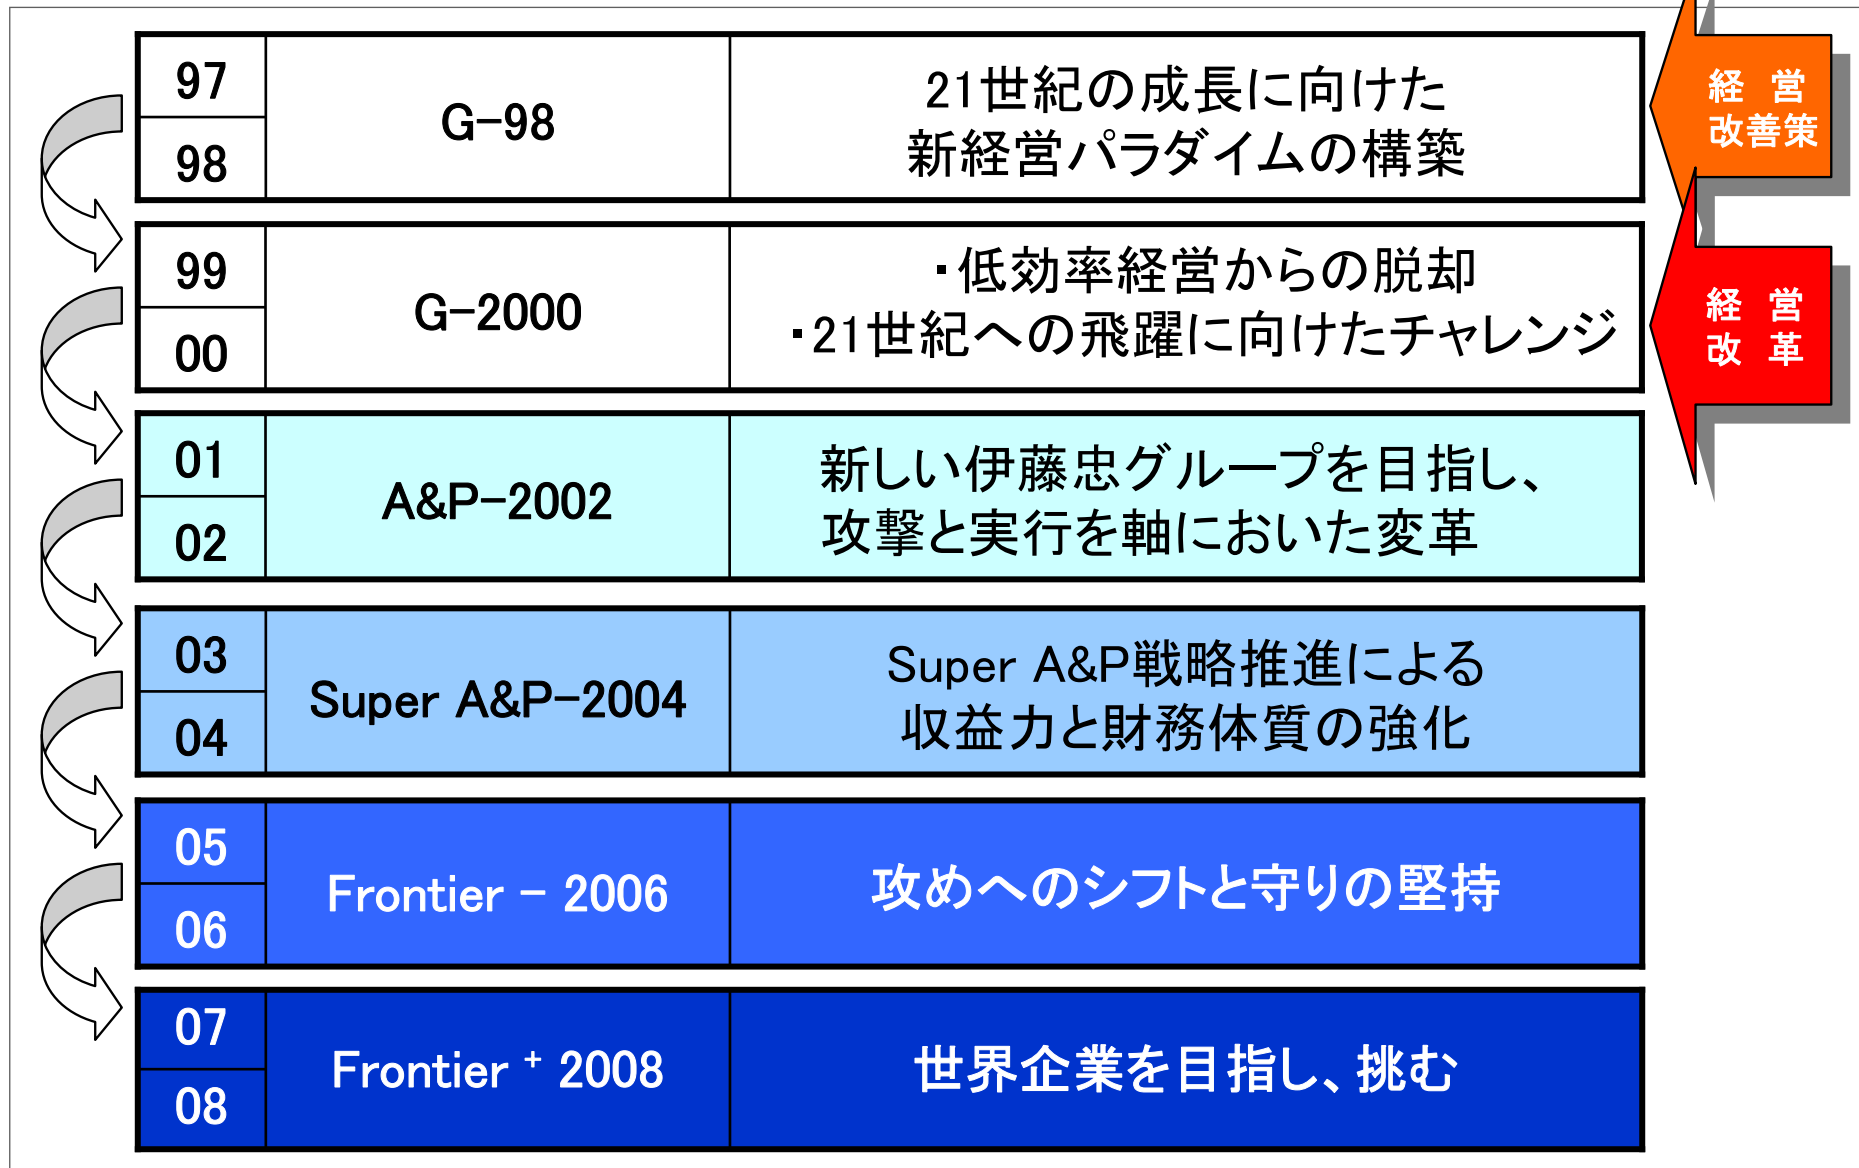 97
98
G-98
21世紀の成長に向けた
新経営パラダイムの構築
経 営
改善策
99
00
G-2000
・低効率経営からの脱却
・21世紀への飛躍に向けたチャレンジ
経 営
改 革
01
02
A&P-2002
新しい伊藤忠グループを目指し、
攻撃と実行を軸においた変革
03
04
Super A&P-2004
Super A&P戦略推進による
収益力と財務体質の強化
05
06
Frontier - 2006
攻めへのシフトと守りの堅持
07
08
Frontier + 2008
世界企業を目指し、挑む